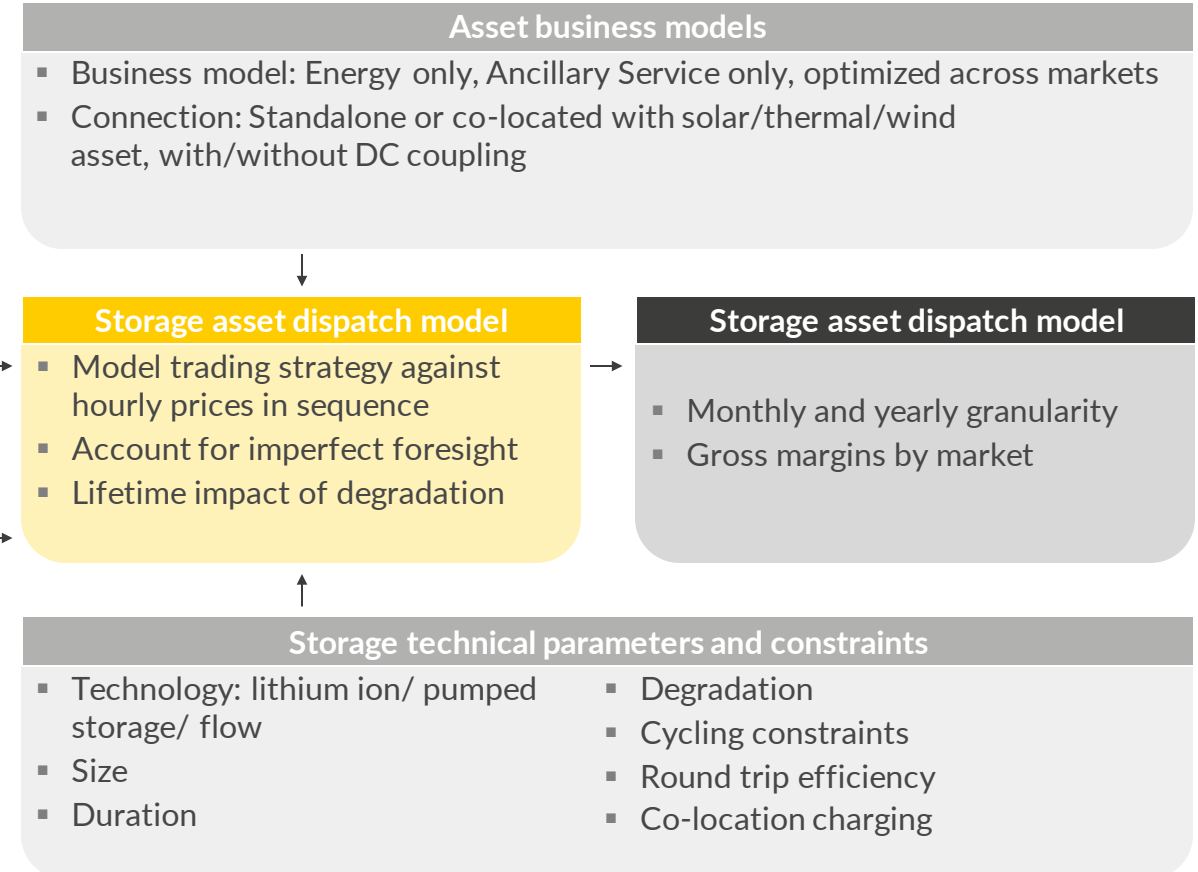 Asset business models
▪ Business model: Energy only, Ancillary Service only, optimized across markets
▪ Connection: Standalone or co-located with solar/thermal/wind
asset, with/without DC coupling
Storage asset dispatch model
▪ Model trading strategy against
hourly prices in sequence
▪ Account for imperfect foresight
▪ Lifetime impact of degradation
Storage asset dispatch model
▪ Monthly and yearly granularity
▪ Gross margins by market
Storage technical parameters and constraints
▪ Technology: lithium ion/ pumped
storage/ flow
▪ Size
▪ Duration
▪ Degradation
▪ Cycling constraints
▪ Round trip efficiency
▪ Co-location charging